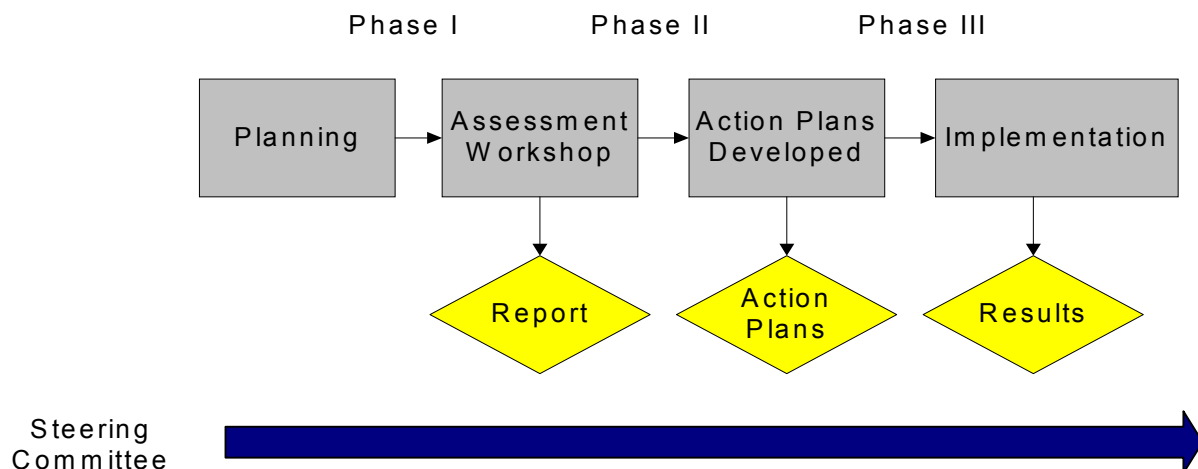 Phase I Phase II Phase III
Planning
Assessment
Workshop
Action Plans
Developed
Implementation
Report
Action
Plans
Results
Steering
Committee